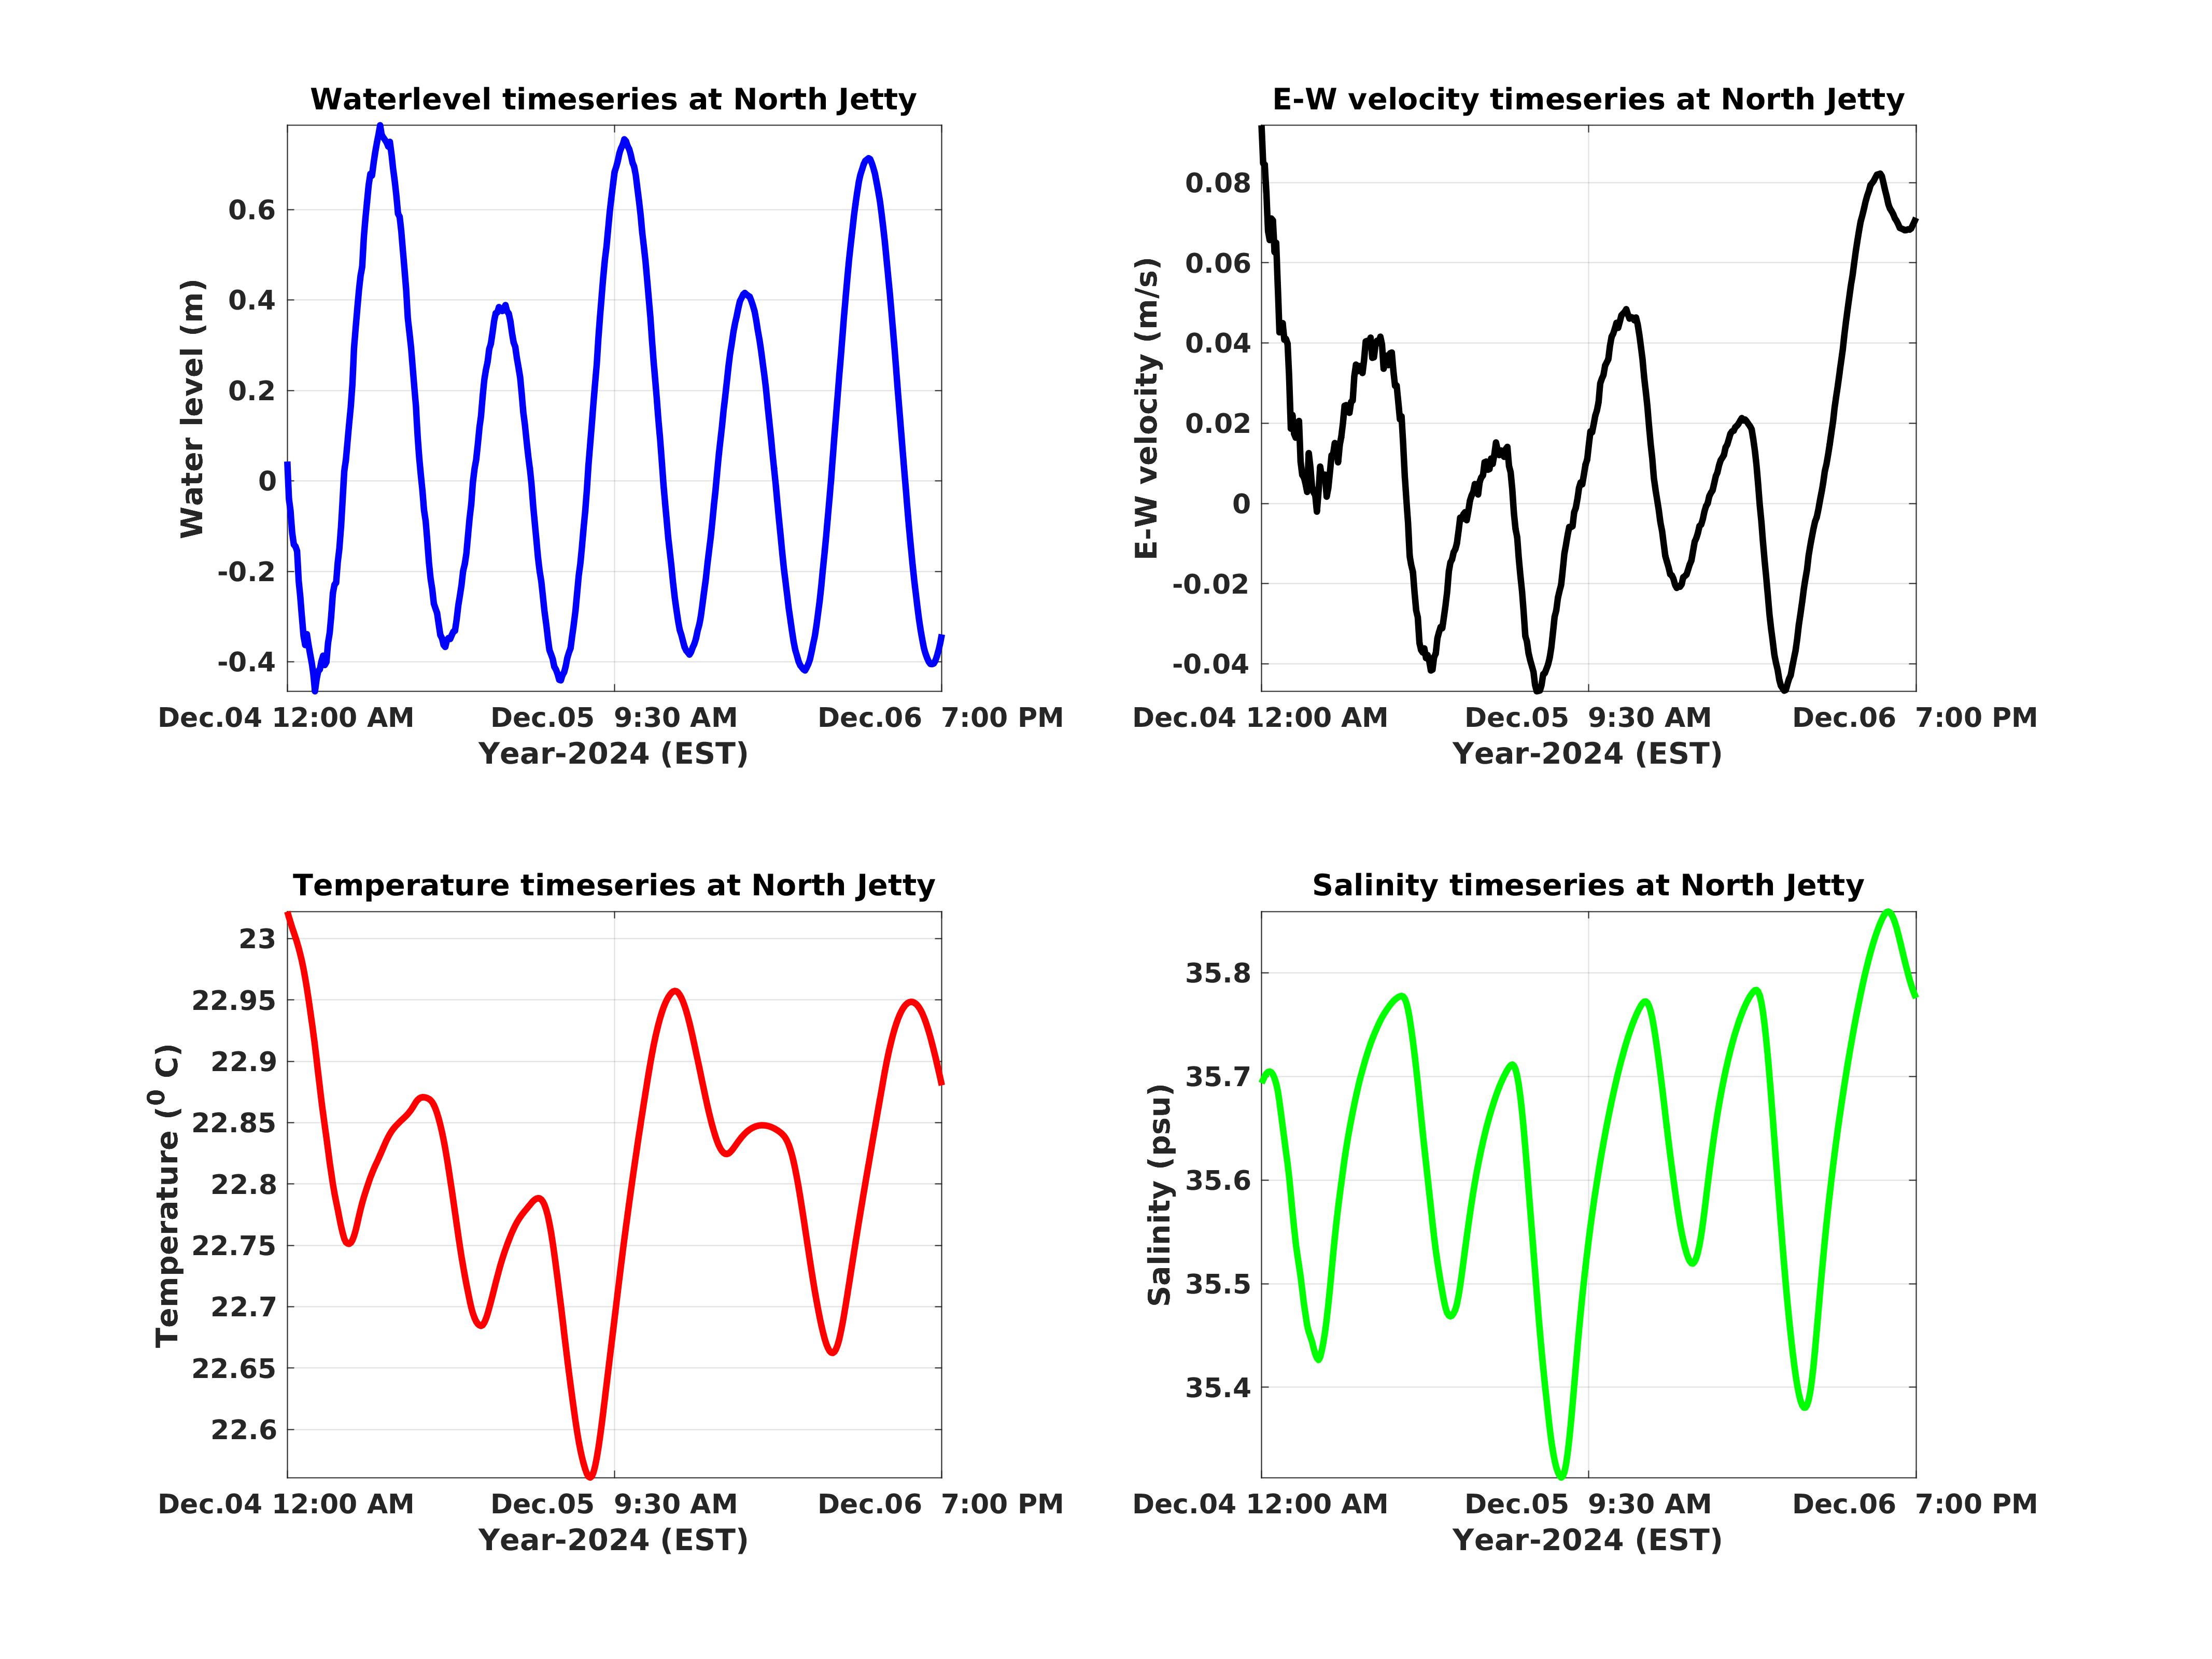 Waterlevel timeseries at North Jetty
0.6
0.4
0.2
0
-0.2
-0.4
Water level (m)
Dec.04 12:00 AM Dec.05 9:30 AM Dec.06 7:00 PM
Year-2024 (EST)
E-W velocity timeseries at North Jetty
0.08
0.06
0.04
0.02
0
-0.02
-0.04
E-W velocity (m/s)
Dec.04 12:00 AM Dec.05 9:30 AM Dec.06 7:00 PM
Year-2024 (EST)
Temperature timeseries at North Jetty
23
22.95
22.9
22.85
22.8
22.75
22.7
22.65
22.6
Temperature (⁰ C)
Dec.04 12:00 AM Dec.05 9:30 AM Dec.06 7:00 PM
Year-2024 (EST)
Salinity timeseries at North Jetty
35.8
35.7
35.6
35.5
35.4
Salinity (psu)
Dec.04 12:00 AM Dec.05 9:30 AM Dec.06 7:00 PM
Year-2024 (EST)